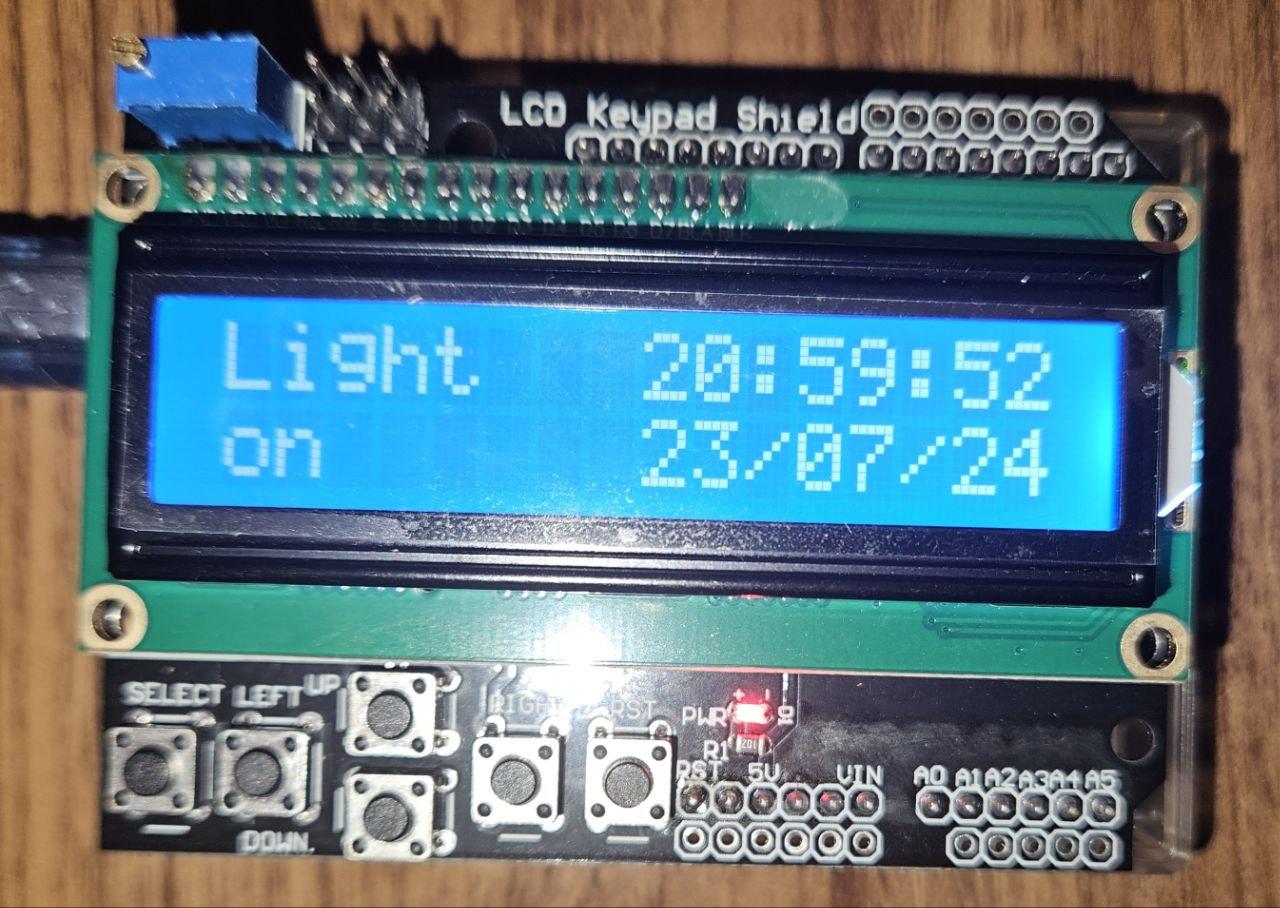 LCD Keypad Shield
Light 20:59:52
on 23/07/24
SELECT LEFT UP RIGHT RST
DOWN
PWR
R1
RST 5V VIN A0 A1 A2 A3 A4 A5